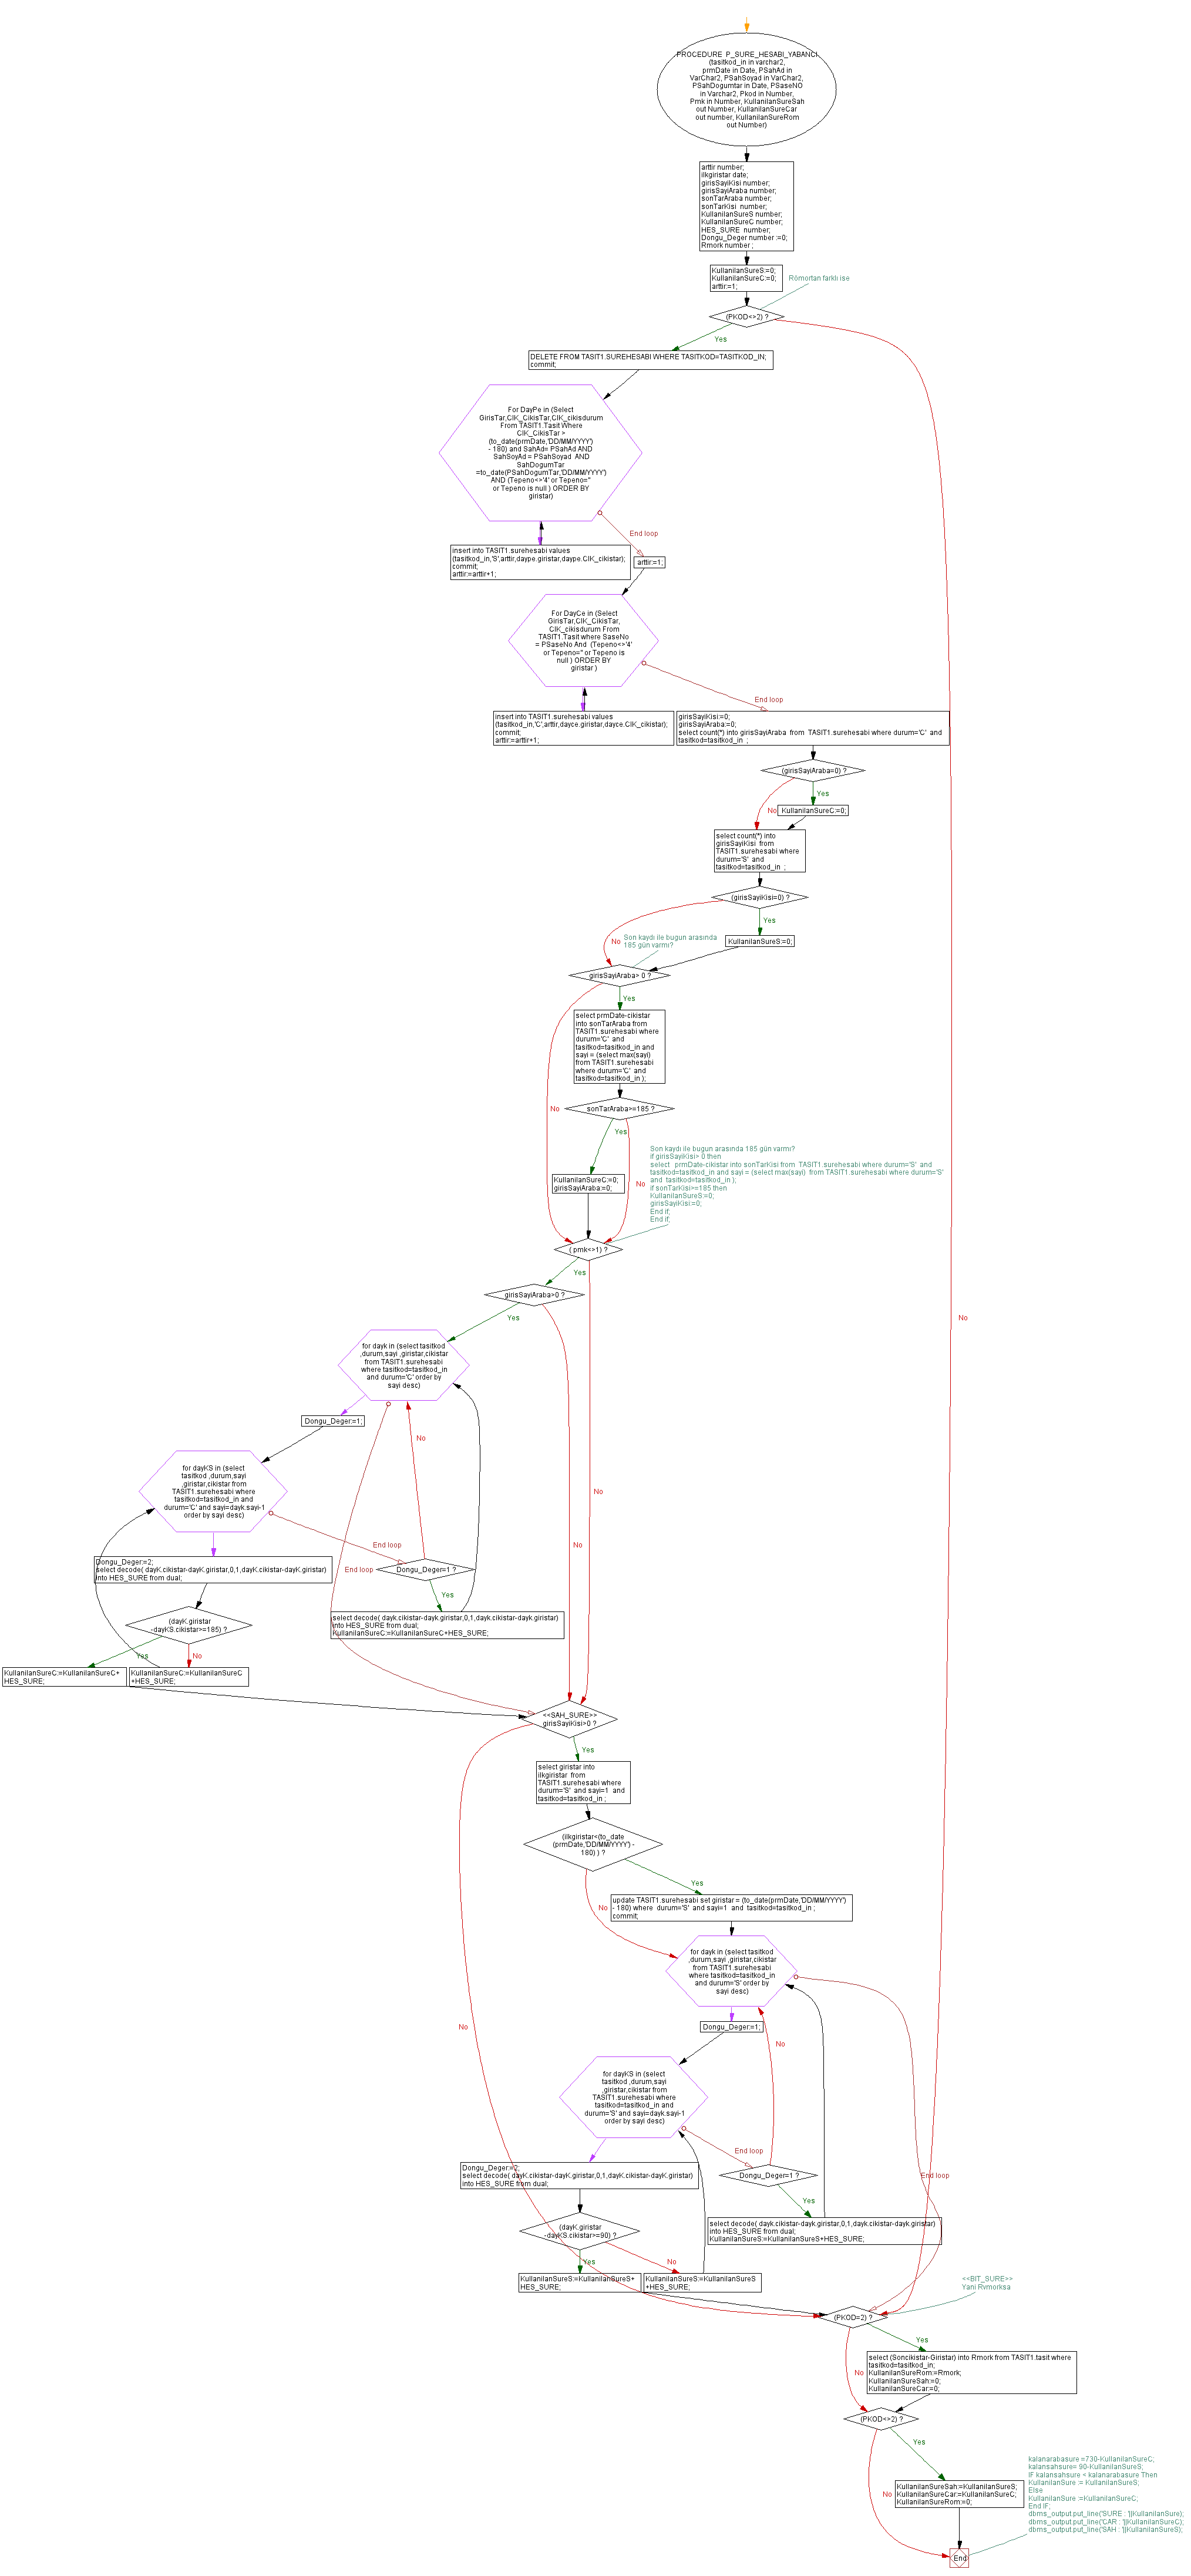 PROCEDURE  P_SURE_HESABI_YABANCI
(tasitkod_in in varchar2,
prmDate in Date, PSahAd in
VarChar2, PSahSoyad in VarChar2,
PSahDogumtar in Date, PSaseNO
in Varchar2, Pkod in Number,
Pmk in Number, KullanilanSureSah
out Number, KullanilanSureCar
out number, KullanilanSureRom
out Number)
arttir number;
ilkgiristar date;
girisSayiKisi number;
girisSayiAraba number;
sonTarAraba number;
sonTarKisi  number;
KullanilanSureS number;
KullanilanSureC number;
HES_SURE  number;
Dongu_Deger number :=0;
Rmork number ;
KullanilanSureS:=0;
KullanilanSureC:=0;
arttir:=1;
Römortan farklı ise
(PKOD<>2) ?
Yes
DELETE FROM TASIT1.SUREHESABI WHERE TASITKOD=TASITKOD_IN;
commit;
For DayPe in (Select
GirisTar,CIK_CikisTar,CIK_cikisdurum
From TASIT1.Tasit Where
CIK_CikisTar >
(to_date(prmDate,'DD/MM/YYYY')
- 180) and SahAd= PSahAd AND
SahSoyAd = PSahSoyad  AND
SahDogumTar
=to_date(PSahDogumTar,'DD/MM/YYYY')
AND (Tepeno<>'4' or Tepeno=''
or Tepeno is null ) ORDER BY
giristar)
End loop
insert into TASIT1.surehesabi values
(tasitkod_in,'S',arttir,daype.giristar,daype.CIK_cikistar);
commit;
arttir:=arttir+1;
arttir:=1;
For DayCe in (Select
GirisTar,CIK_CikisTar,
CIK_cikisdurum From
TASIT1.Tasit where SaseNo
= PSaseNo And  (Tepeno<>'4'
or Tepeno='' or Tepeno is
null ) ORDER BY
giristar )
End loop
insert into TASIT1.surehesabi values
(tasitkod_in,'C',arttir,dayce.giristar,dayce.CIK_cikistar);
commit;
arttir:=arttir+1;
girisSayiKisi:=0;
girisSayiAraba:=0;
select count(*) into girisSayiAraba  from  TASIT1.surehesabi where durum='C'  and
tasitkod=tasitkod_in  ;
(girisSayiAraba=0) ?
Yes
No
KullanilanSureC:=0;
select count(*) into
girisSayiKisi  from
TASIT1.surehesabi where
durum='S'  and
tasitkod=tasitkod_in  ;
(girisSayiKisi=0) ?
Yes
No
KullanilanSureS:=0;
Son kaydı ile bugun arasında
185 gün varmı?
girisSayiAraba> 0 ?
Yes
select prmDate-cikistar
into sonTarAraba from
TASIT1.surehesabi where
durum='C'  and
tasitkod=tasitkod_in and
sayi = (select max(sayi)
from TASIT1.surehesabi
where durum='C'  and
tasitkod=tasitkod_in );
No
sonTarAraba>=185 ?
Yes
No
KullanilanSureC:=0;
girisSayiAraba:=0;
Son kaydı ile bugun arasında 185 gün varmı?
if girisSayiKisi> 0 then
select   prmDate-cikistar into sonTarKisi from  TASIT1.surehesabi where durum='S'  and
tasitkod=tasitkod_in and sayi = (select max(sayi)  from TASIT1.surehesabi where durum='S'
and  tasitkod=tasitkod_in );
if sonTarKisi>=185 then
KullanilanSureS:=0;
girisSayiKisi:=0;
End if;
End if;
( pmk<>1) ?
Yes
girisSayiAraba>0 ?
Yes
No
for dayk in (select tasitkod
,durum,sayi ,giristar,cikistar
from TASIT1.surehesabi
where tasitkod=tasitkod_in
and durum='C' order by
sayi desc)
Dongu_Deger:=1;
No
for dayKS in (select
tasitkod ,durum,sayi
,giristar,cikistar from
TASIT1.surehesabi where
tasitkod=tasitkod_in and
durum='C' and sayi=dayk.sayi-1
order by sayi desc)
No
End loop
No
Dongu_Deger:=2;
select decode( dayK.cikistar-dayK.giristar,0,1,dayK.cikistar-dayK.giristar)
into HES_SURE from dual;
End loop
Dongu_Deger=1 ?
Yes
select decode( dayk.cikistar-dayk.giristar,0,1,dayk.cikistar-dayk.giristar)
into HES_SURE from dual;
KullanilanSureC:=KullanilanSureC+HES_SURE;
(dayK.giristar
-dayKS.cikistar>=185) ?
Yes
No
KullanilanSureC:=KullanilanSureC+
HES_SURE;
KullanilanSureC:=KullanilanSureC
+HES_SURE;
<<SAH_SURE>>
girisSayiKisi>0 ?
Yes
select giristar into
ilkgiristar  from
TASIT1.surehesabi where
durum='S'  and sayi=1  and
tasitkod=tasitkod_in ;
(ilkgiristar<(to_date
(prmDate,'DD/MM/YYYY') -
180) ) ?
Yes
No
update TASIT1.surehesabi set giristar = (to_date(prmDate,'DD/MM/YYYY')
- 180) where  durum='S'  and sayi=1  and  tasitkod=tasitkod_in ;
commit;
for dayk in (select tasitkod
,durum,sayi ,giristar,cikistar
from TASIT1.surehesabi
where tasitkod=tasitkod_in
and durum='S' order by
sayi desc)
No
Dongu_Deger:=1;
No
for dayKS in (select
tasitkod ,durum,sayi
,giristar,cikistar from
TASIT1.surehesabi where
tasitkod=tasitkod_in and
durum='S' and sayi=dayk.sayi-1
order by sayi desc)
End loop
Dongu_Deger:=2;
select decode( dayK.cikistar-dayK.giristar,0,1,dayK.cikistar-dayK.giristar)
into HES_SURE from dual;
Dongu_Deger=1 ?
End loop
Yes
select decode( dayk.cikistar-dayk.giristar,0,1,dayk.cikistar-dayk.giristar)
into HES_SURE from dual;
KullanilanSureS:=KullanilanSureS+HES_SURE;
(dayK.giristar
-dayKS.cikistar>=90) ?
Yes
No
KullanilanSureS:=KullanilanSureS+
HES_SURE;
KullanilanSureS:=KullanilanSureS
+HES_SURE;
<<BIT_SURE>>
Yani Rvmorksa
(PKOD=2) ?
Yes
No
select (Soncikistar-Giristar) into Rmork from TASIT1.tasit where
tasitkod=tasitkod_in;
KullanilanSureRom:=Rmork;
KullanilanSureSah:=0;
KullanilanSureCar:=0;
(PKOD<>2) ?
Yes
No
KullanilanSureSah:=KullanilanSureS;
KullanilanSureCar:=KullanilanSureC;
KullanilanSureRom:=0;
kalanarabasure =730-KullanilanSureC;
kalansahsure= 90-KullanilanSureS;
IF kalansahsure < kalanarabasure Then
KullanilanSure := KullanilanSureS;
Else
KullanilanSure :=KullanilanSureC;
End IF;
dbms_output.put_line('SURE : '||KullanilanSure);
dbms_output.put_line('CAR : '||KullanilanSureC);
dbms_output.put_line('SAH : '||KullanilanSureS);
End